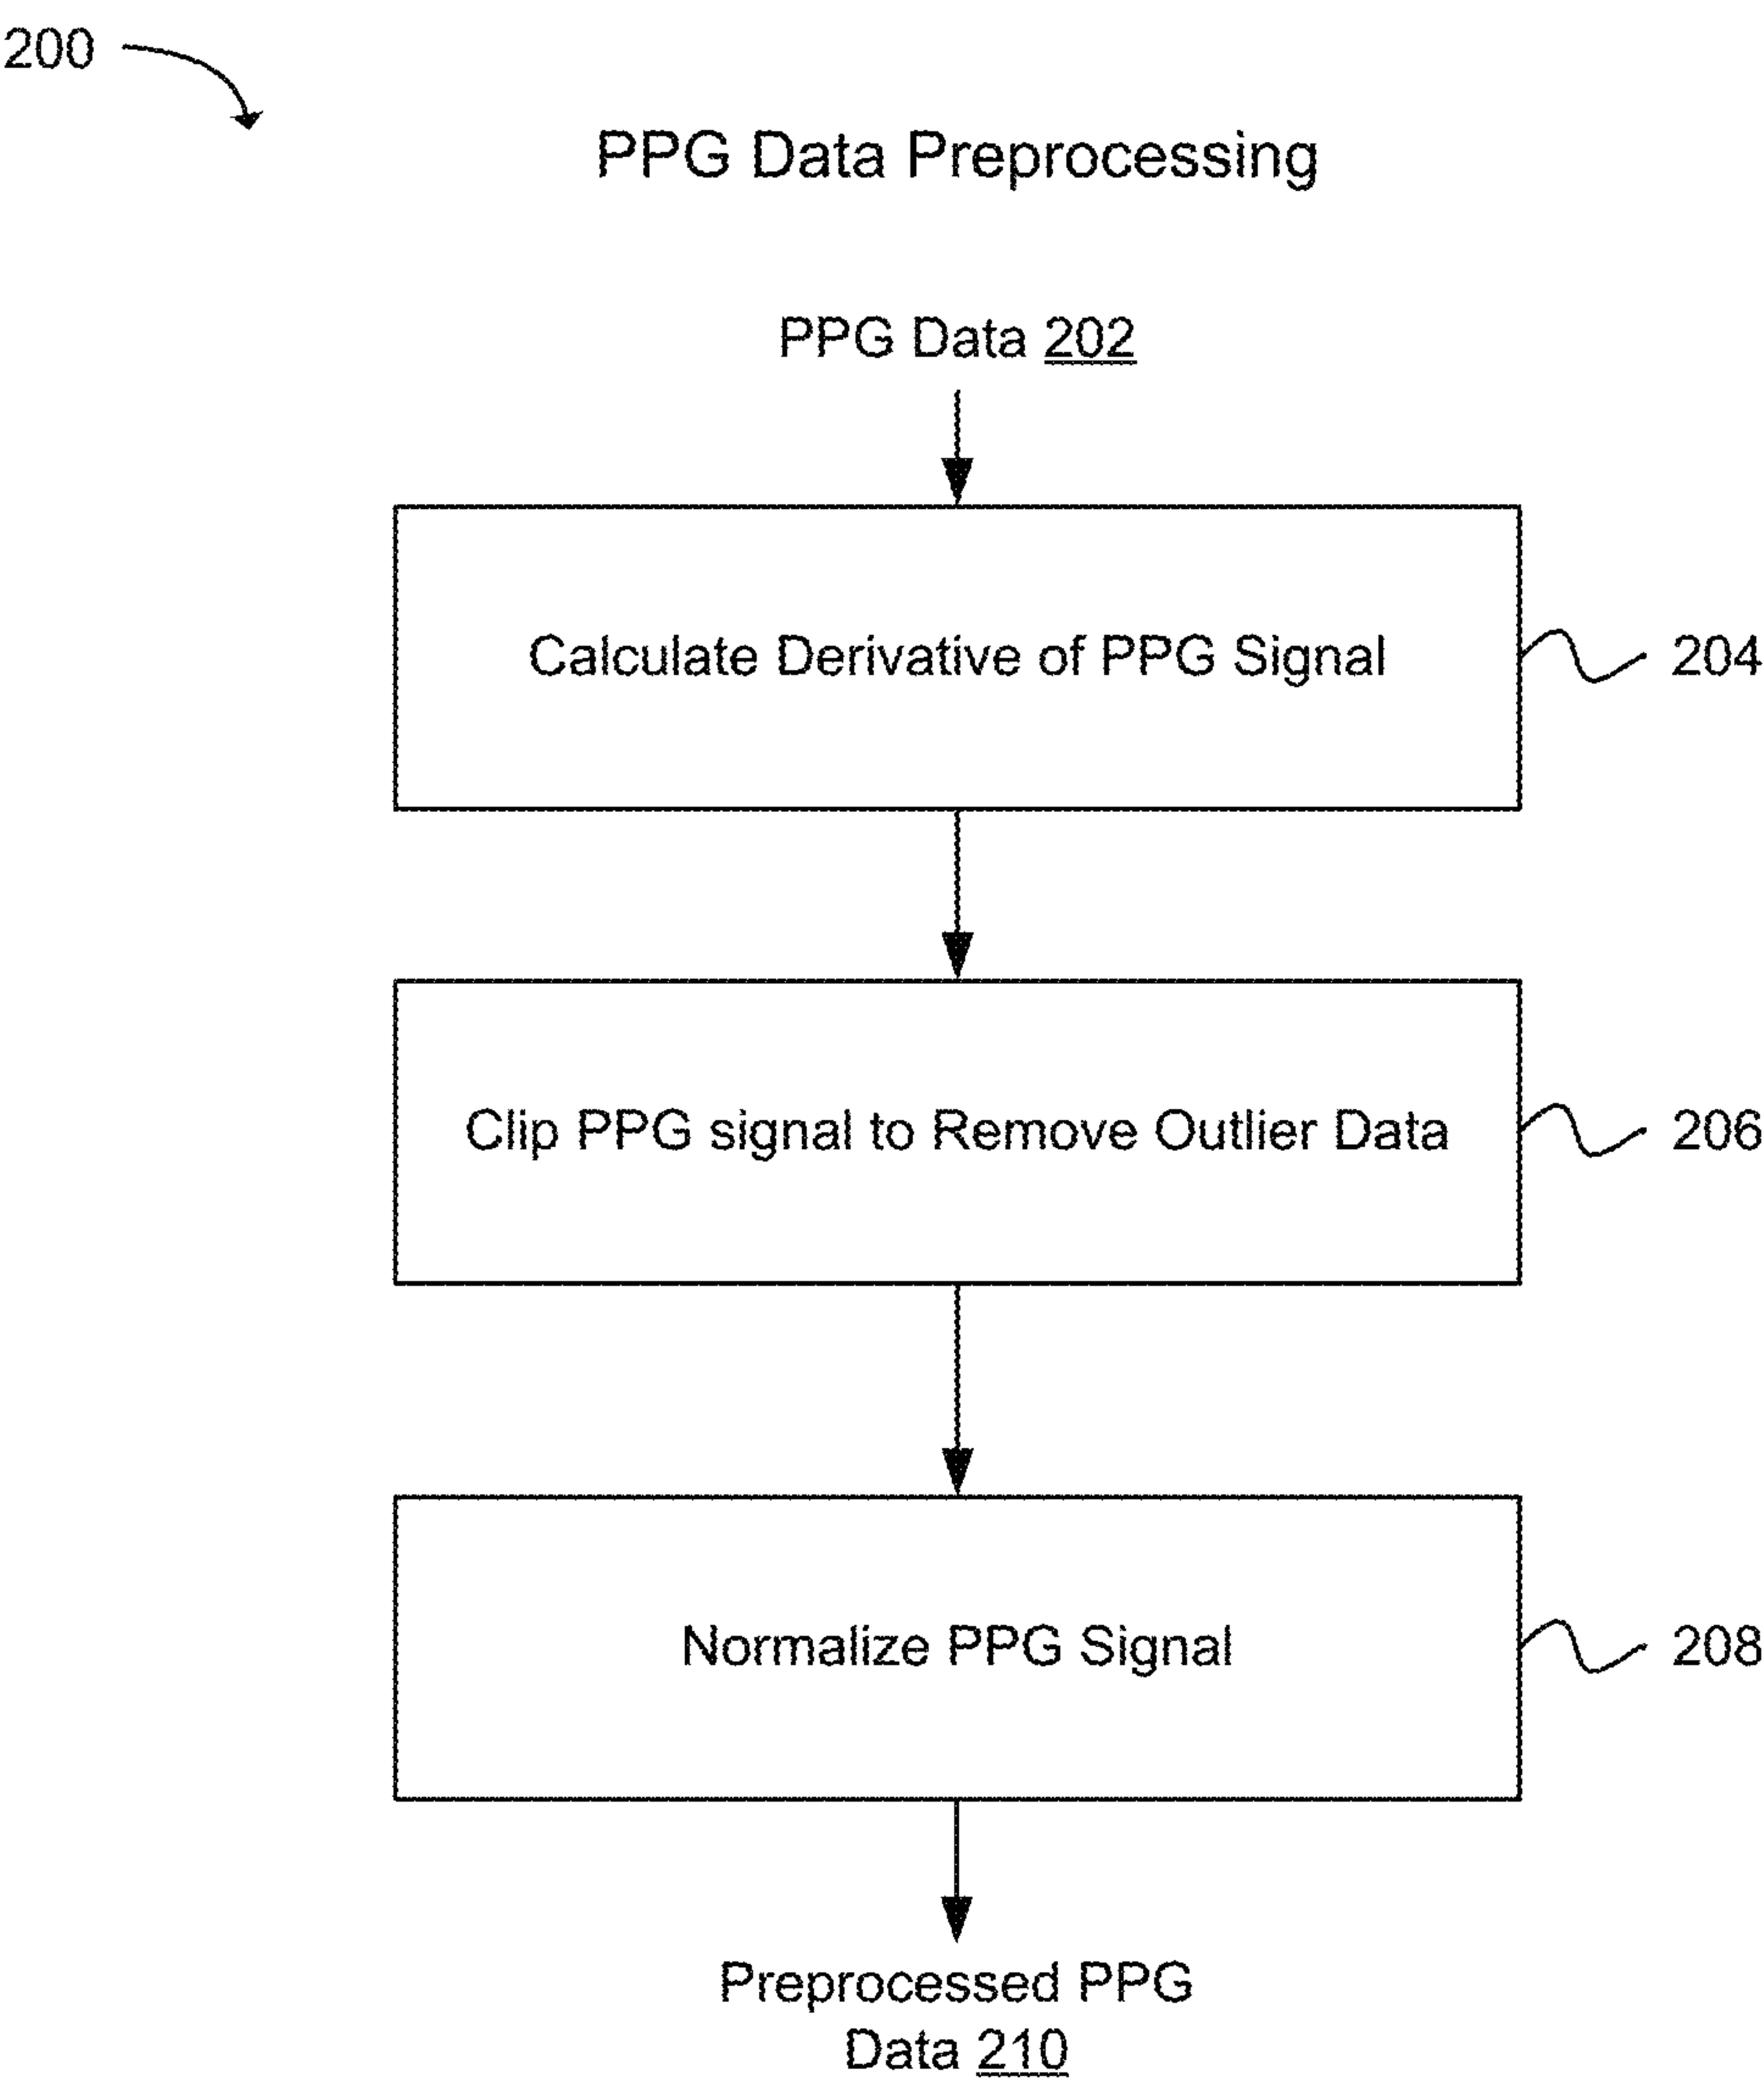 200
PPG Data Preprocessing
PPG Data 202
Calculate Derivative of PPG Signal
204
Clip PPG signal to Remove Outlier Data
206
Normalize PPG Signal
208
Preprocessed PPG
Data 210